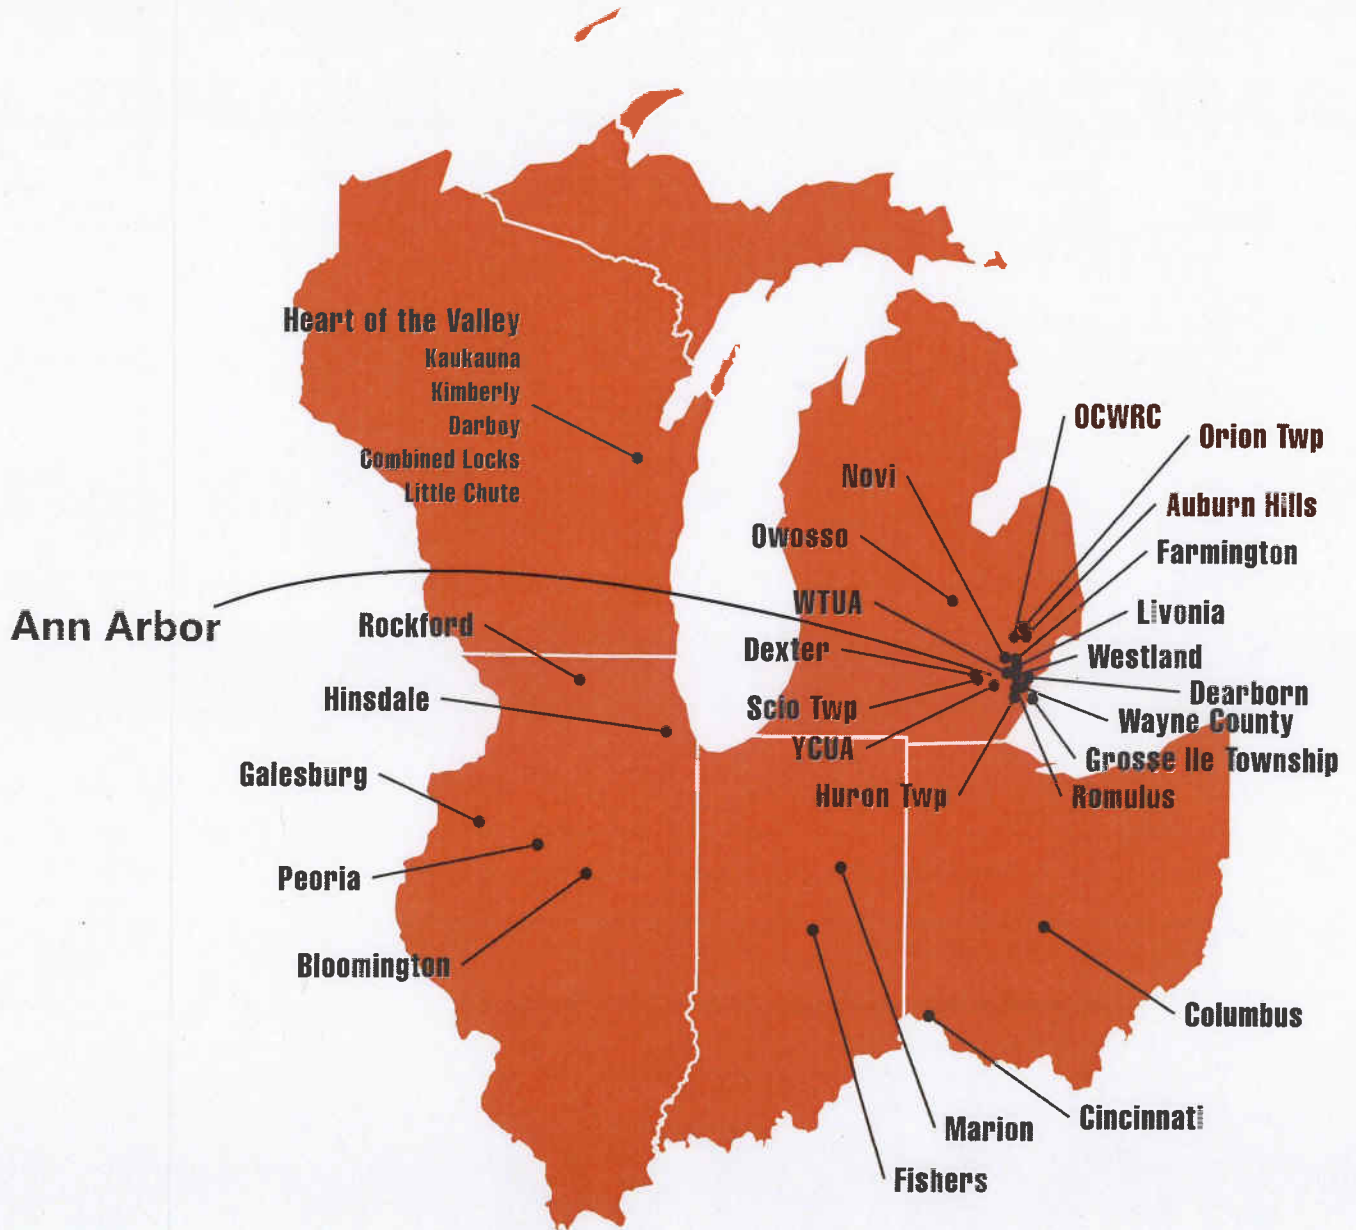 Heart of the Valley
Kaukauna
Kimberly
Darboy
Combined Locks
Little Chute
OCWRC
Orion Twp
Novi
Auburn Hills
Owosso
Farmington
WTUA
Livonia
Ann Arbor
Rockford
Dexter
Westland
Hinsdale
Scio Twp
Dearborn
Wayne County
YCUA
Grosse Ile Township
Galesburg
Huron Twp
Romulus
Peoria
Bloomington
Columbus
Cincinnati
Marion
Fishers